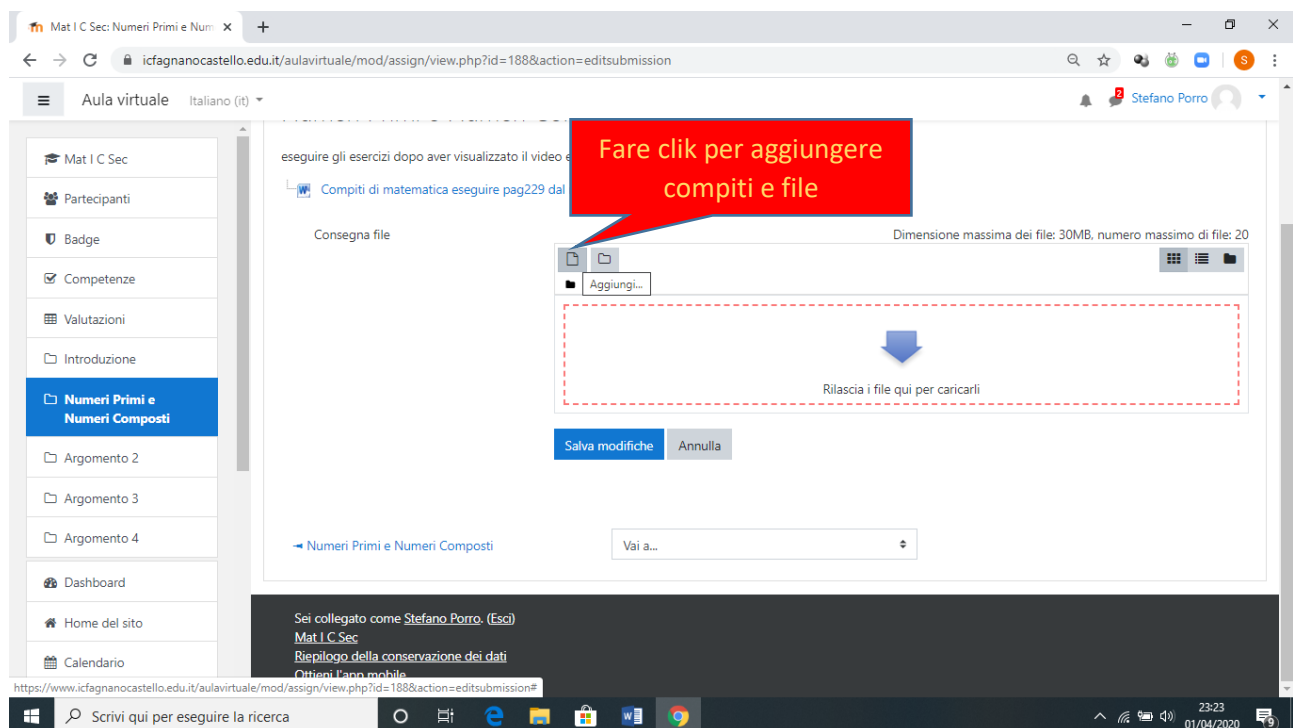 Mat I C Sec: Numeri Primi e Num
icfagnanocastello.edu.it/aulavirtuale/mod/assign/view.php?id=188&action=editsubmission
S
Aula virtuale Italiano (it)
2
Stefano Porro
Mat I C Sec
Partecipanti
Badge
Competenze
Valutazioni
Introduzione
Numeri Primi e
Numeri Composti
Argomento 2
Argomento 3
Argomento 4
Dashboard
Home del sito
Calendario
eseguire gli esercizi dopo aver visualizzato il video e
Compiti di matematica eseguire pag229 dal
Fare clik per aggiungere
compiti e file
Consegna file
Dimensione massima dei file: 30MB, numero massimo di file: 20
Aggiungi...
Rilascia i file qui per caricarli
Salva modifiche Annulla
Numeri Primi e Numeri Composti
Vai a...
Sei collegato come Stefano Porro. (Esci)
Mat I C Sec
Riepilogo della conservazione dei dati
Ottieni l'app mobile
https://www.icfagnanocastello.edu.it/aulavirtuale/mod/assign/view.php?id=188&action=editsubmission#
Scrivi qui per eseguire la ricerca
23:23
01/04/2020
9